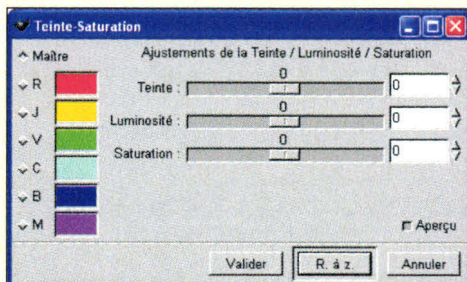 Teinte-Saturation
Maître
Ajustements de la Teinte / Luminosité / Saturation
R
J
V
C
B
M
0
Teinte : 0
0
Luminosité : 0
0
Saturation : 0
Aperçu
Valider R. à z. Annuler